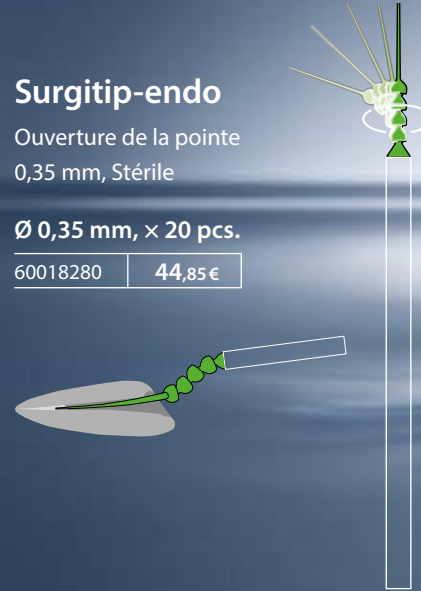 Surgitip-endo
Ouverture de la pointe
0,35 mm, Stérile
Ø 0,35 mm, × 20 pcs.
60018280 44,85 €